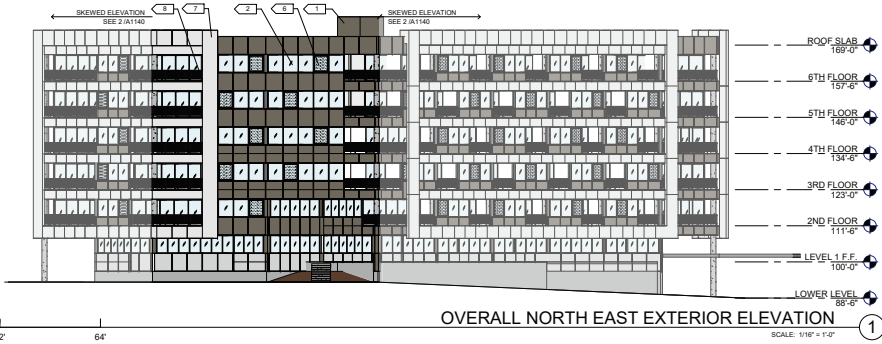 SKEWED ELEVATION
SEE 2 /A1140
8
7
2
6
1
SKEWED ELEVATION
SEE 2 /A1140
ROOF SLAB
169'-0"
6TH FLOOR
157'-6"
5TH FLOOR
146'-0"
4TH FLOOR
134'-6"
3RD FLOOR
123'-0"
2ND FLOOR
111'-6"
LEVEL 1 F.F.
100'-0"
LOWER LEVEL
88'-6"
OVERALL NORTH EAST EXTERIOR ELEVATION
SCALE: 1/16" = 1'-0"
1
2'
64'